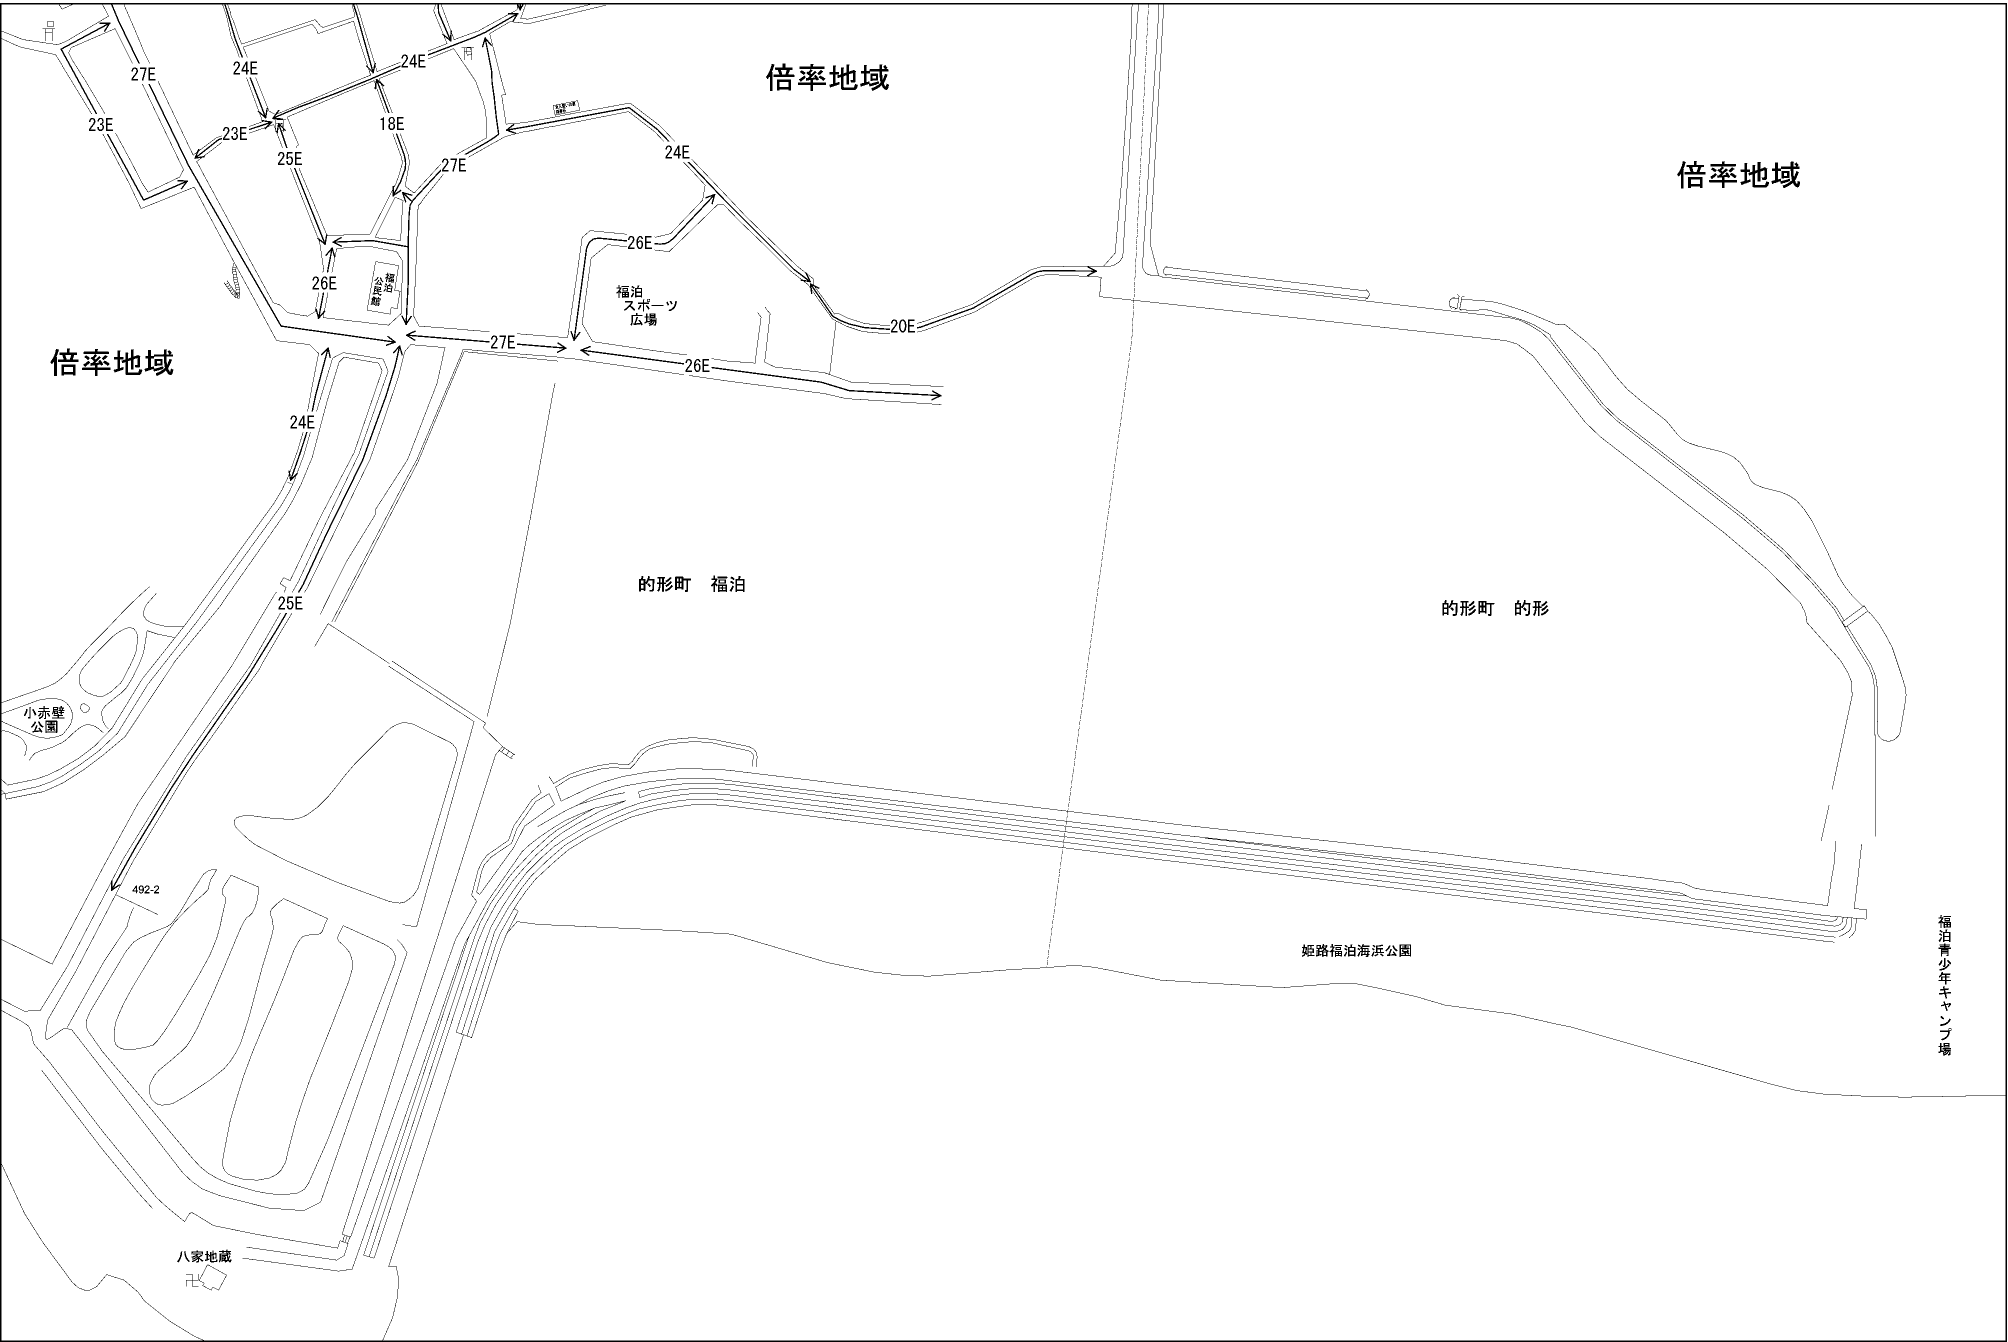 24E
倍率地域
27E
24E
23E
18E
23E
25E
24E
27E
倍率地域
26E
26E
福泊
公民館
福泊
スポーツ
広場
20E
27E
倍率地域
26E
24E
的形町　福泊
25E
的形町　的形
小赤壁
公園
492-2
姫路福泊海浜公園
福泊青少年キャンプ場
八家地蔵